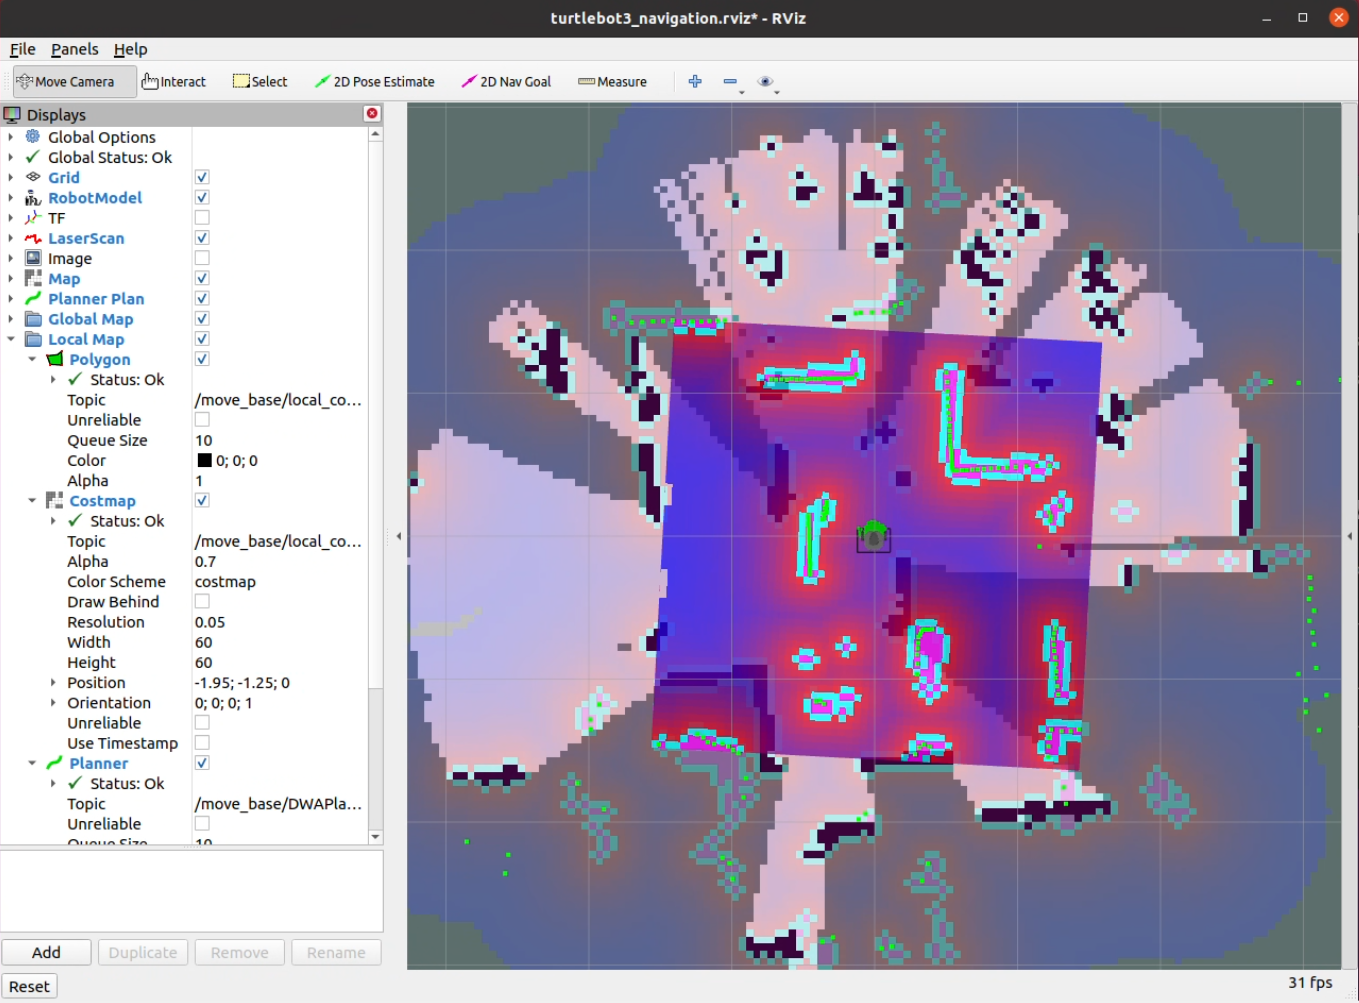 turtlebot3_navigation.rviz* - RViz
File Panels Help
Move Camera Interact Select 2D Pose Estimate 2D Nav Goal Measure
Displays
Global Options
Global Status: Ok
Grid
RobotModel
TF
LaserScan
Image
Map
Planner Plan
Global Map
Local Map
Polygon
Status: Ok
Topic /move_base/local_co...
Unreliable
Queue Size 10
Color 0; 0; 0
Alpha 1
Costmap
Status: Ok
Topic /move_base/local_co...
Alpha 0.7
Color Scheme costmap
Draw Behind
Resolution 0.05
Width 60
Height 60
Position -1.95; -1.25; 0
Orientation 0; 0; 0; 1
Unreliable
Use Timestamp
Planner
Status: Ok
Topic /move_base/DWAPla...
Unreliable
Queue Size 10
Add Duplicate Remove Rename
Reset 31 fps